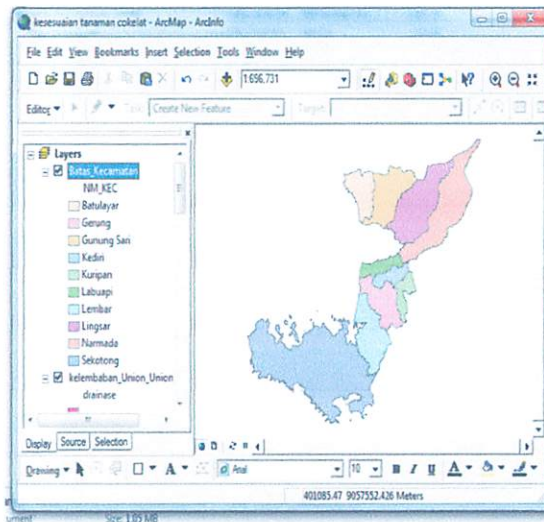 kesesuaian tanaman cokelat - ArcMap - ArcInfo
File Edit View Bookmarks Insert Selection Tools Window Help
1:656,731
Editor Create New Feature Target:
Layers
Batas_Kecamatan
NM_KEC
Batulayar
Gerung
Gunung Sari
Kediri
Kuripan
Labuapi
Lembar
Lingsar
Narmada
Sekotong
kelembaban_Union_Union
drainase
Display Source Selection
Drawing A Arial 10 B I U A
401085.47 9057552.426 Meters
Size: 1.05 MB